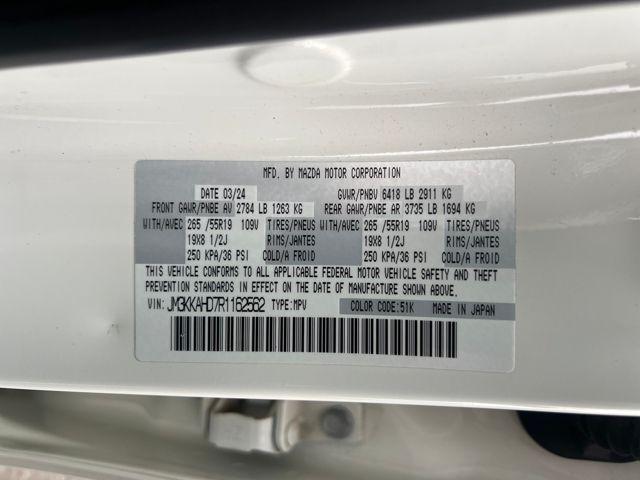 MFD. BY MAZDA MOTOR CORPORATION
DATE 03/24 GVWR/PNBV 6418 LB 2911 KG
FRONT GAWR/PNBE AV 2784 LB 1263 KG REAR GAWR/PNBE AR 3735 LB 1694 KG
WITH/AVEC 265 /55R19 109V TIRES/PNEUS WITH/AVEC 265 /55R19 109V TIRES/PNEUS
19X8 1/2J RIMS/JANTES 19X8 1/2J RIMS/JANTES
250 KPA/36 PSI COLD/A FROID 250 KPA/36 PSI COLD/A FROID
THIS VEHICLE CONFORMS TO ALL APPLICABLE FEDERAL MOTOR VEHICLE SAFETY AND THEFT
PREVENTION STANDARDS IN EFFECT ON THE DATE OF MANUFACTURE SHOWN ABOVE.
VIN: JM3KKAHD7R1162562 TYPE: MPV COLOR CODE: 51K MADE IN JAPAN